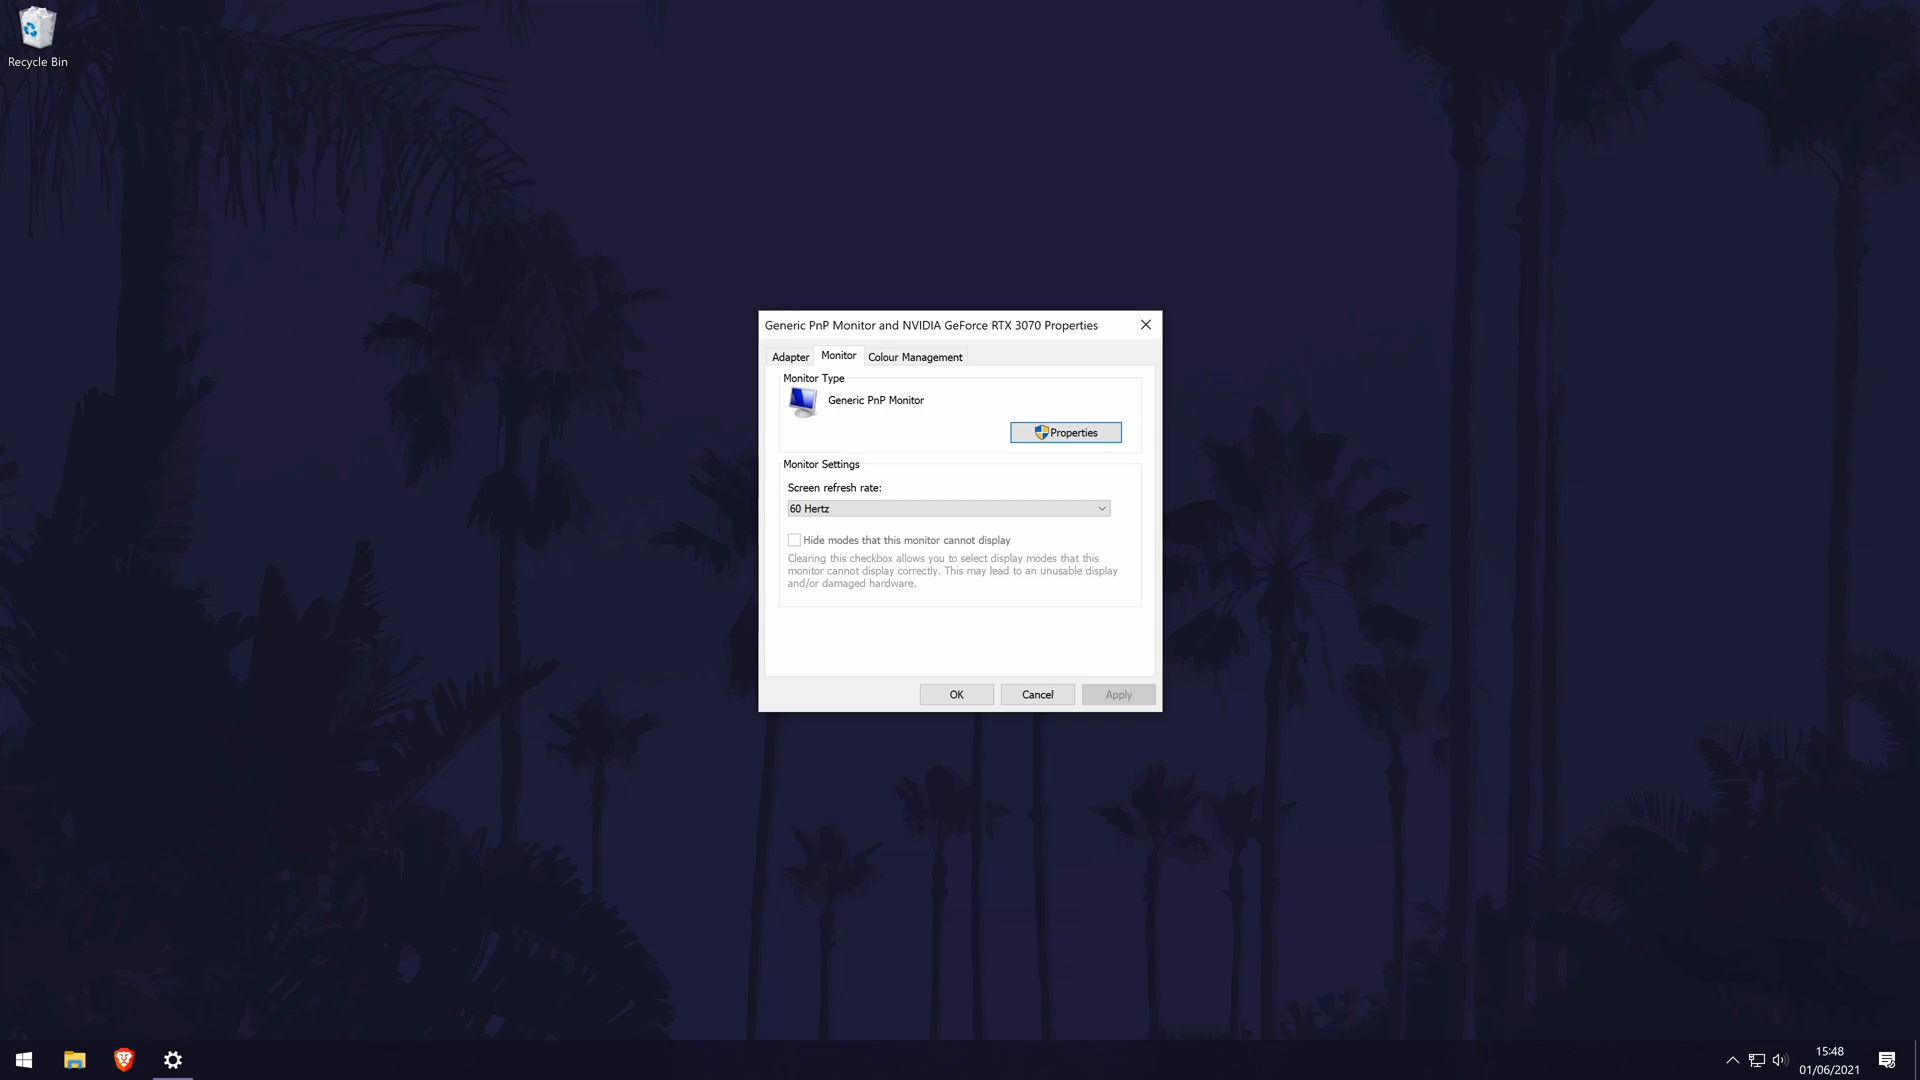 Recycle Bin
Generic PnP Monitor and NVIDIA GeForce RTX 3070 Properties
Adapter Monitor Colour Management
Monitor Type
Generic PnP Monitor
Properties
Monitor Settings
Screen refresh rate:
60 Hertz
Hide modes that this monitor cannot display
Clearing this checkbox allows you to select display modes that this
monitor cannot display correctly. This may lead to an unusable display
and/or damaged hardware.
OK Cancel Apply
15:48
01/06/2021